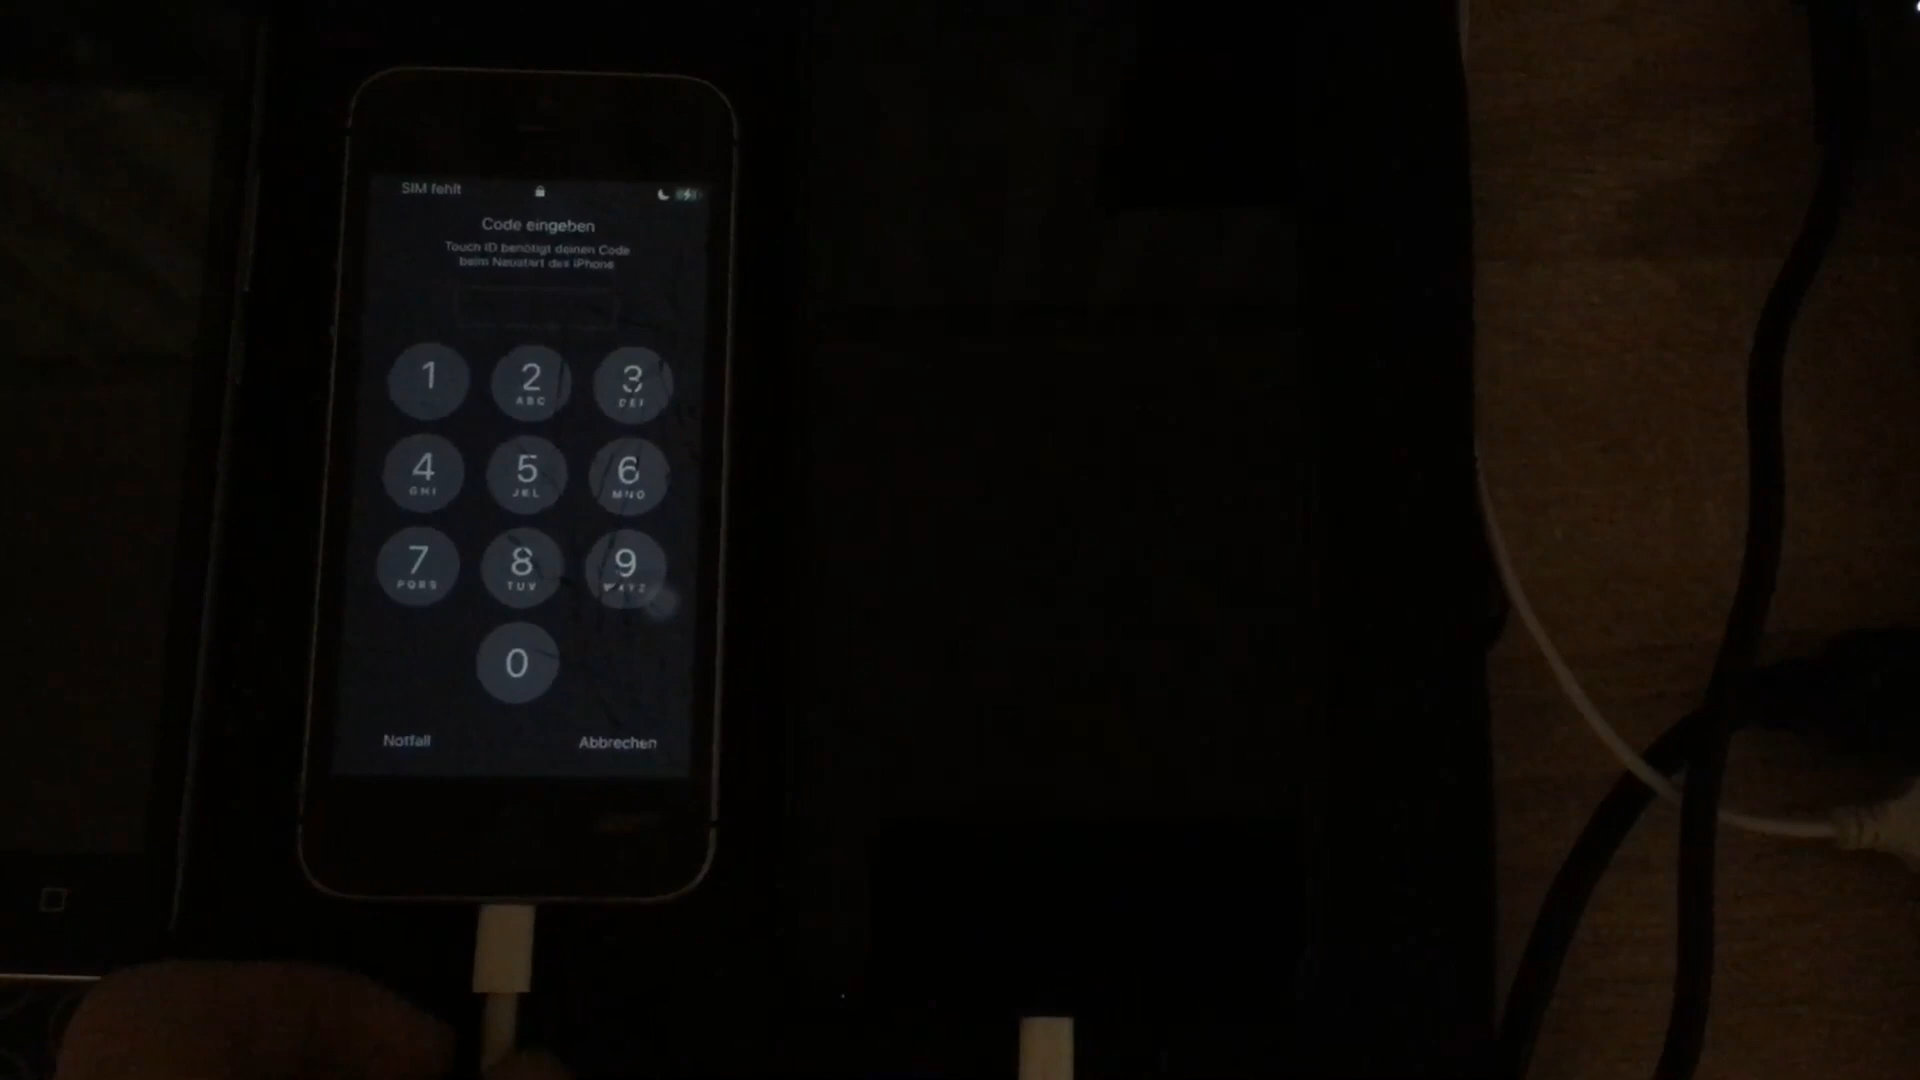 SIM fehlt
Code eingeben
Touch ID benötigt deinen Code
beim Neustart des iPhone
1
2
ABC
3
DEF
4
GHI
5
JKL
6
MNO
7
PQRS
8
TUV
9
WXYZ
0
Notfall
Abbrechen